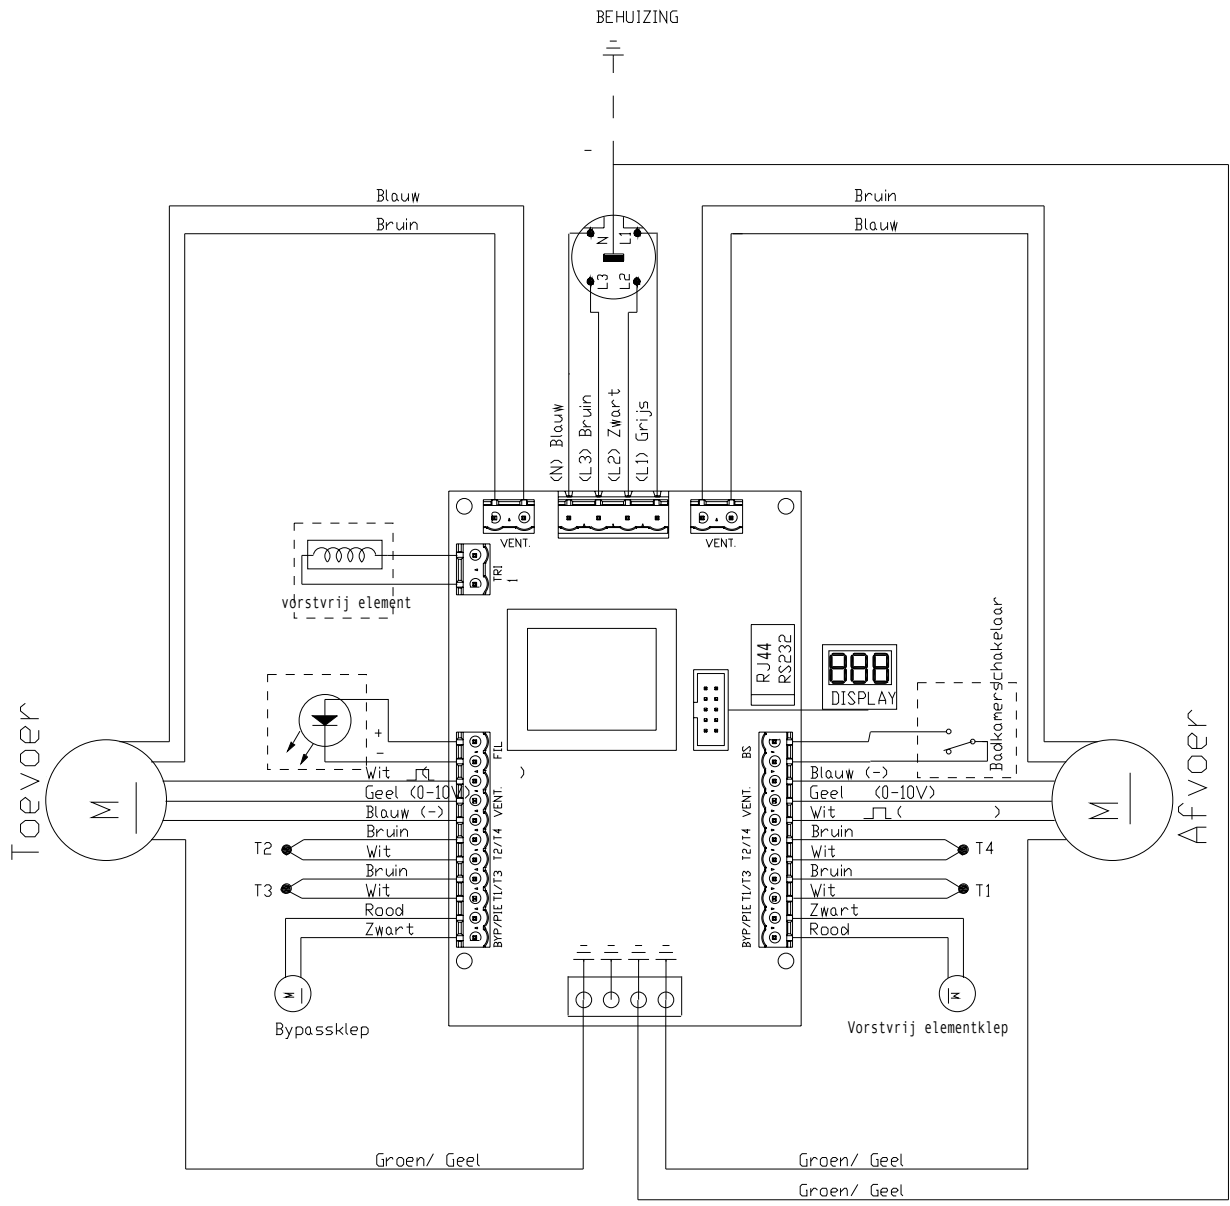 BEHUIZING
Blauw
Bruin
Bruin
Blauw
N
L1
L3
L2
(N) Blauw
(L3) Bruin
(L2) Zwart
(L1) Grijs
VENT.
VENT.
TRI
1
vorstvrij element
RJ44
RS232
888
DISPLAY
Badkamerschakelaar
Toevoer
M
+
-
FIL
Wit ( )
Geel (0-10V)
VENT.
Blauw (-)
Bruin
T2
T2/T4
Wit
Bruin
T3
T1/T3
Wit
Rood
BYP/PIE
Zwart
M
Bypassklep
BS
Blauw (-)
Geel (0-10V)
VENT.
Wit ( )
Bruin
T2/T4
T4
Wit
Bruin
T1/T3
T1
Wit
Zwart
BYP/PIE
Rood
M
Vorstvrij elementklep
Afvoer
M
Groen/ Geel
Groen/ Geel
Groen/ Geel